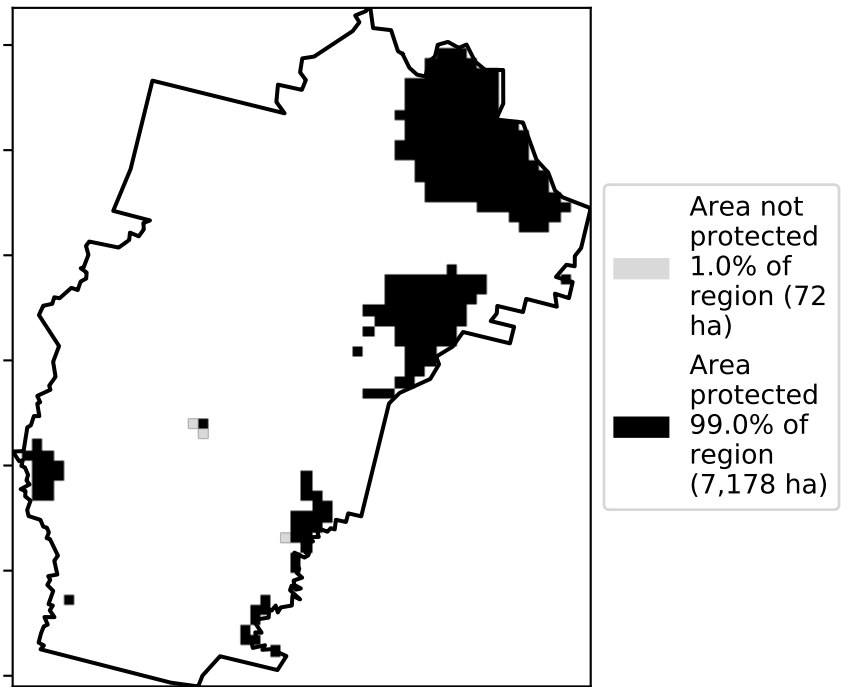 Area not
protected
1.0% of
region (72
ha)
Area
protected
99.0% of
region
(7,178 ha)